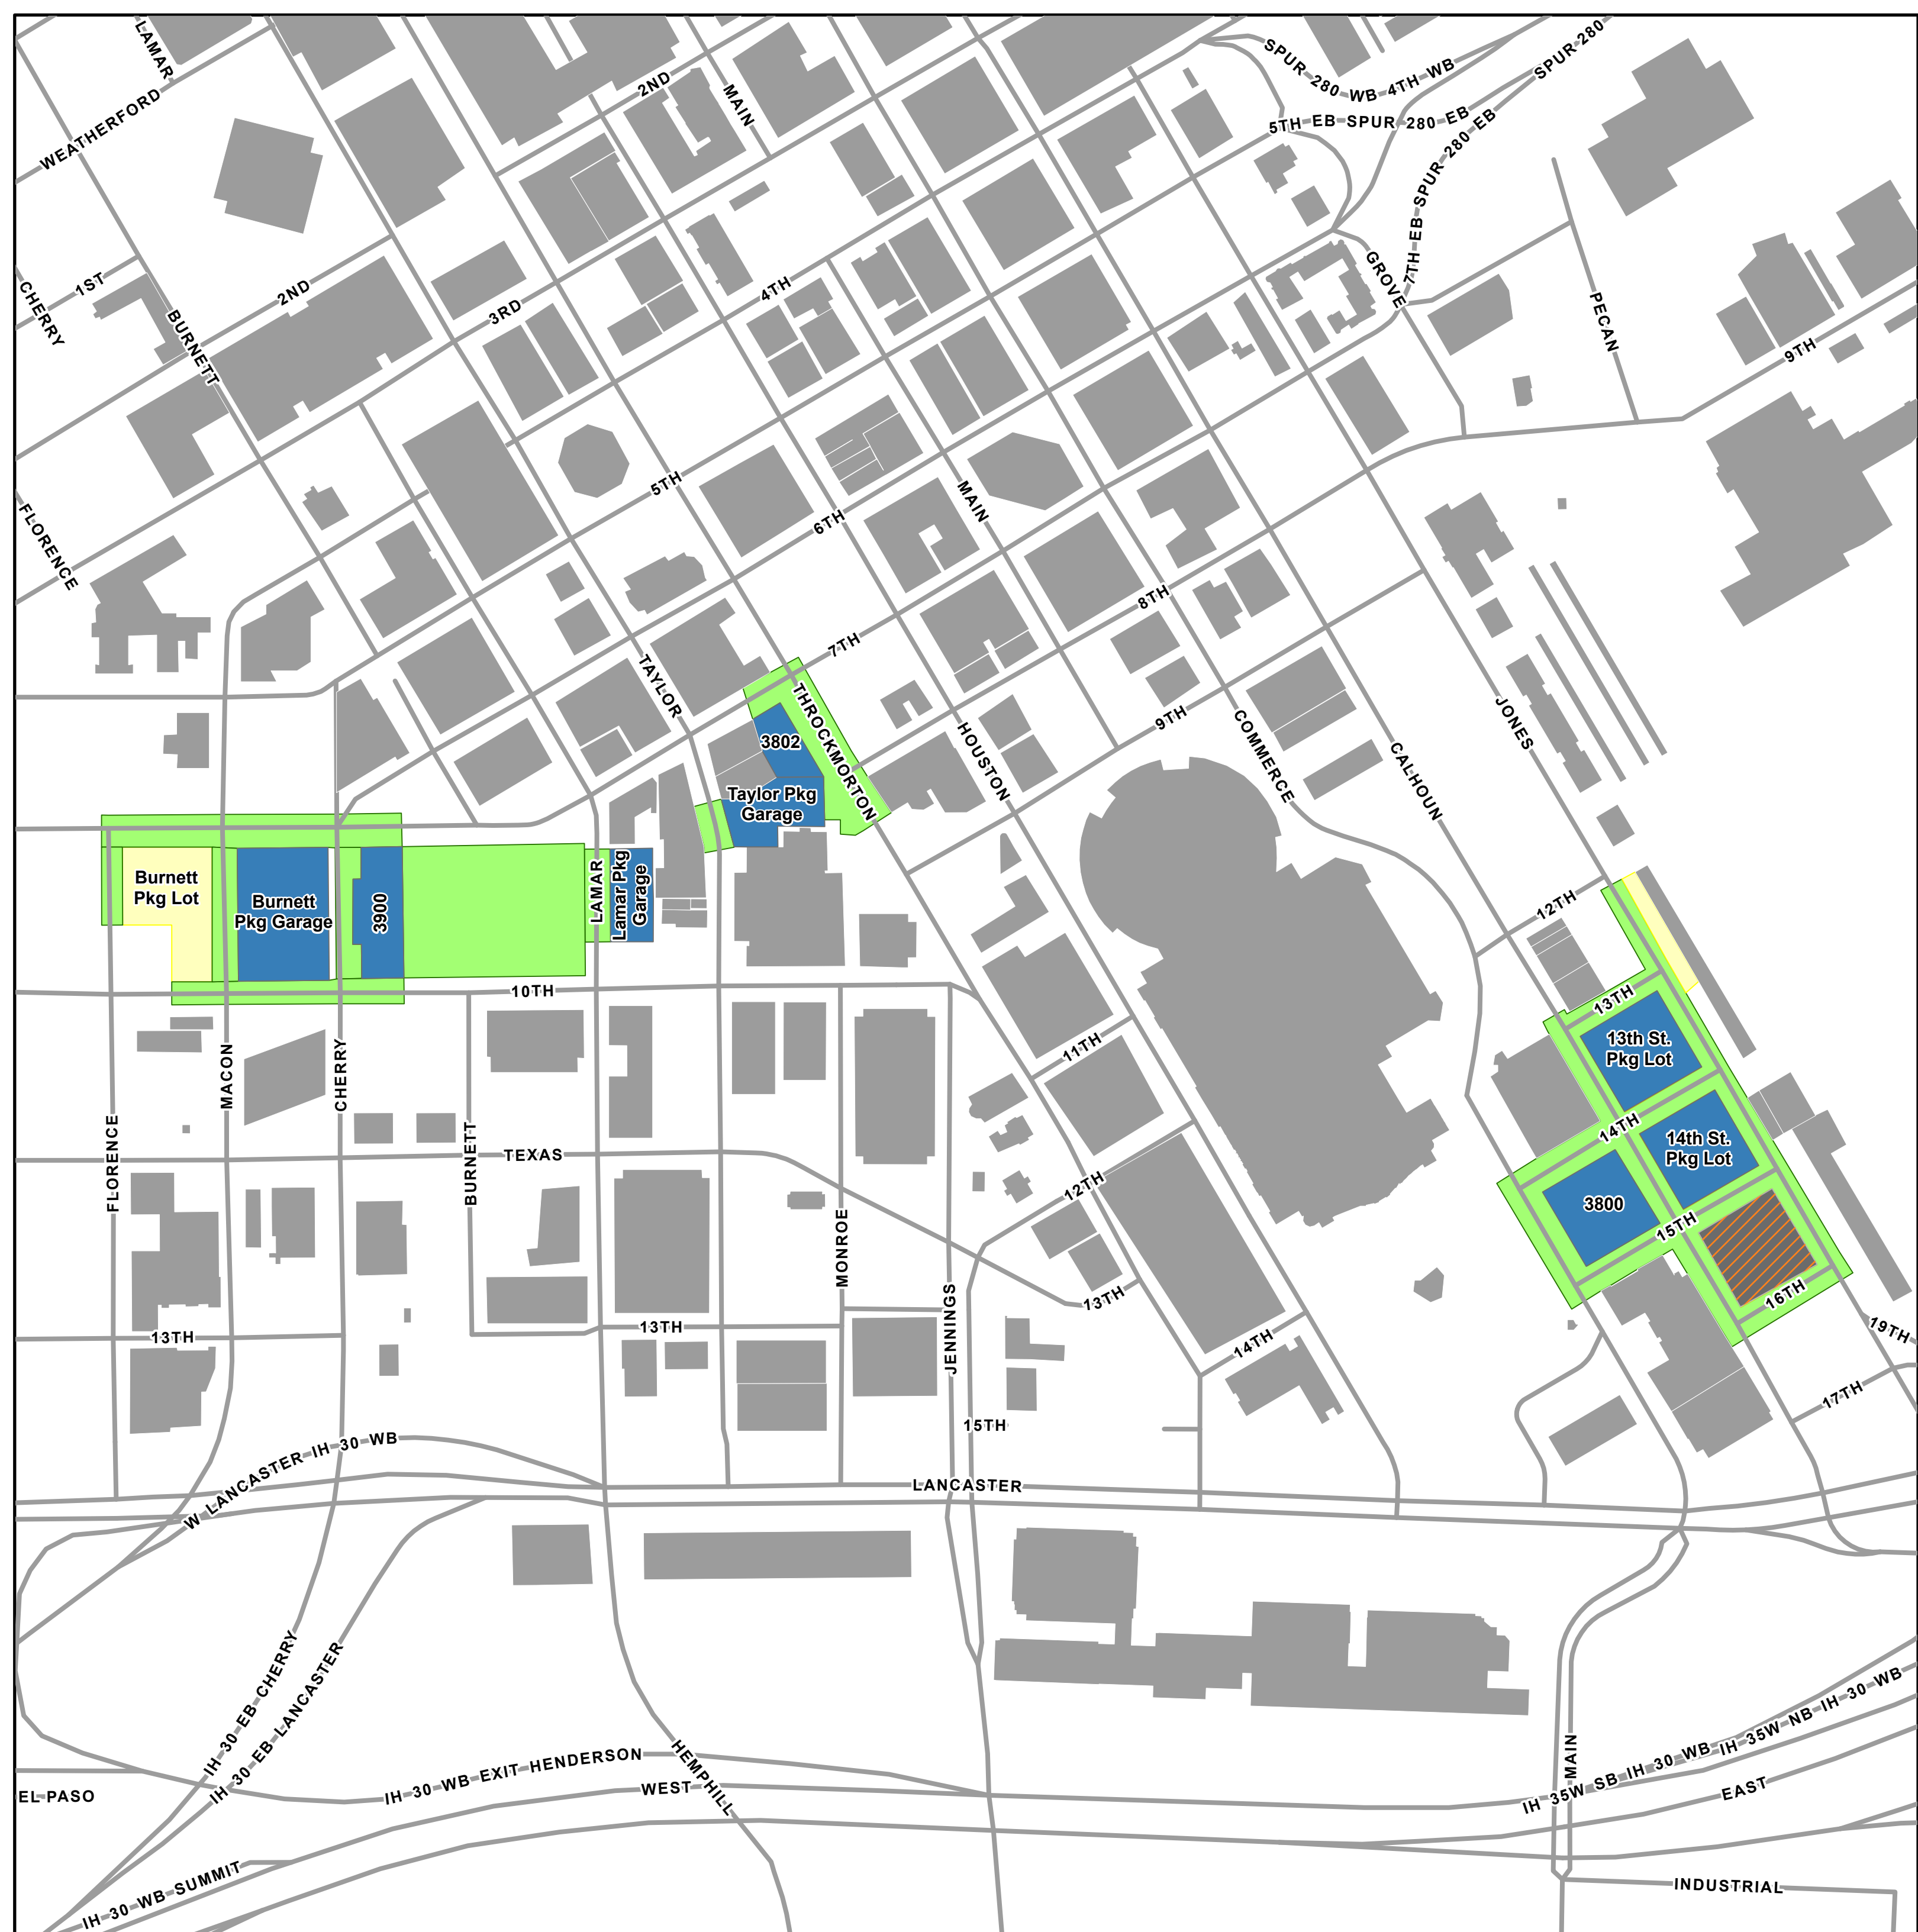 LAMAR
WEATHERFORD
2ND
MAIN
SPUR 280 WB 4TH WB
SPUR 280
5TH EB SPUR 280 EB
7TH EB SPUR 280 EB
CHERRY
1ST
2ND
BURNETT
3RD
4TH
GROVE
PECAN
9TH
FLORENCE
5TH
6TH
MAIN
7TH
8TH
TAYLOR
THROCKMORTON
HOUSTON
9TH
COMMERCE
CALHOUN
JONES
3802
Taylor Pkg
Garage
Burnett
Pkg Lot
Burnett
Pkg Garage
3900
LAMAR
Lamar Pkg
Garage
12TH
13TH
10TH
13th St.
Pkg Lot
11TH
MACON
CHERRY
FLORENCE
BURNETT
TEXAS
14TH
14th St.
Pkg Lot
12TH
3800
15TH
MONROE
13TH
16TH
JENNINGS
13TH
13TH
14TH
19TH
17TH
15TH
W LANCASTER IH 30 WB
LANCASTER
IH 30 EB CHERRY
IH 30 EB LANCASTER
IH 30 WB EXIT HENDERSON
HEMPHILL
WEST
MAIN
IH 35W SB IH 30 WB
IH 35W NB IH 30 WB
EAST
EL PASO
IH 30 WB SUMMIT
INDUSTRIAL